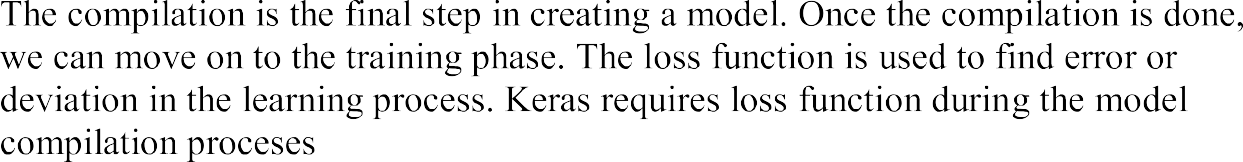 The compilation is the final step in creating a model. Once the compilation is done,
we can move on to the training phase. The loss function is used to find error or
deviation in the learning process. Keras requires loss function during the model
compilation proceses